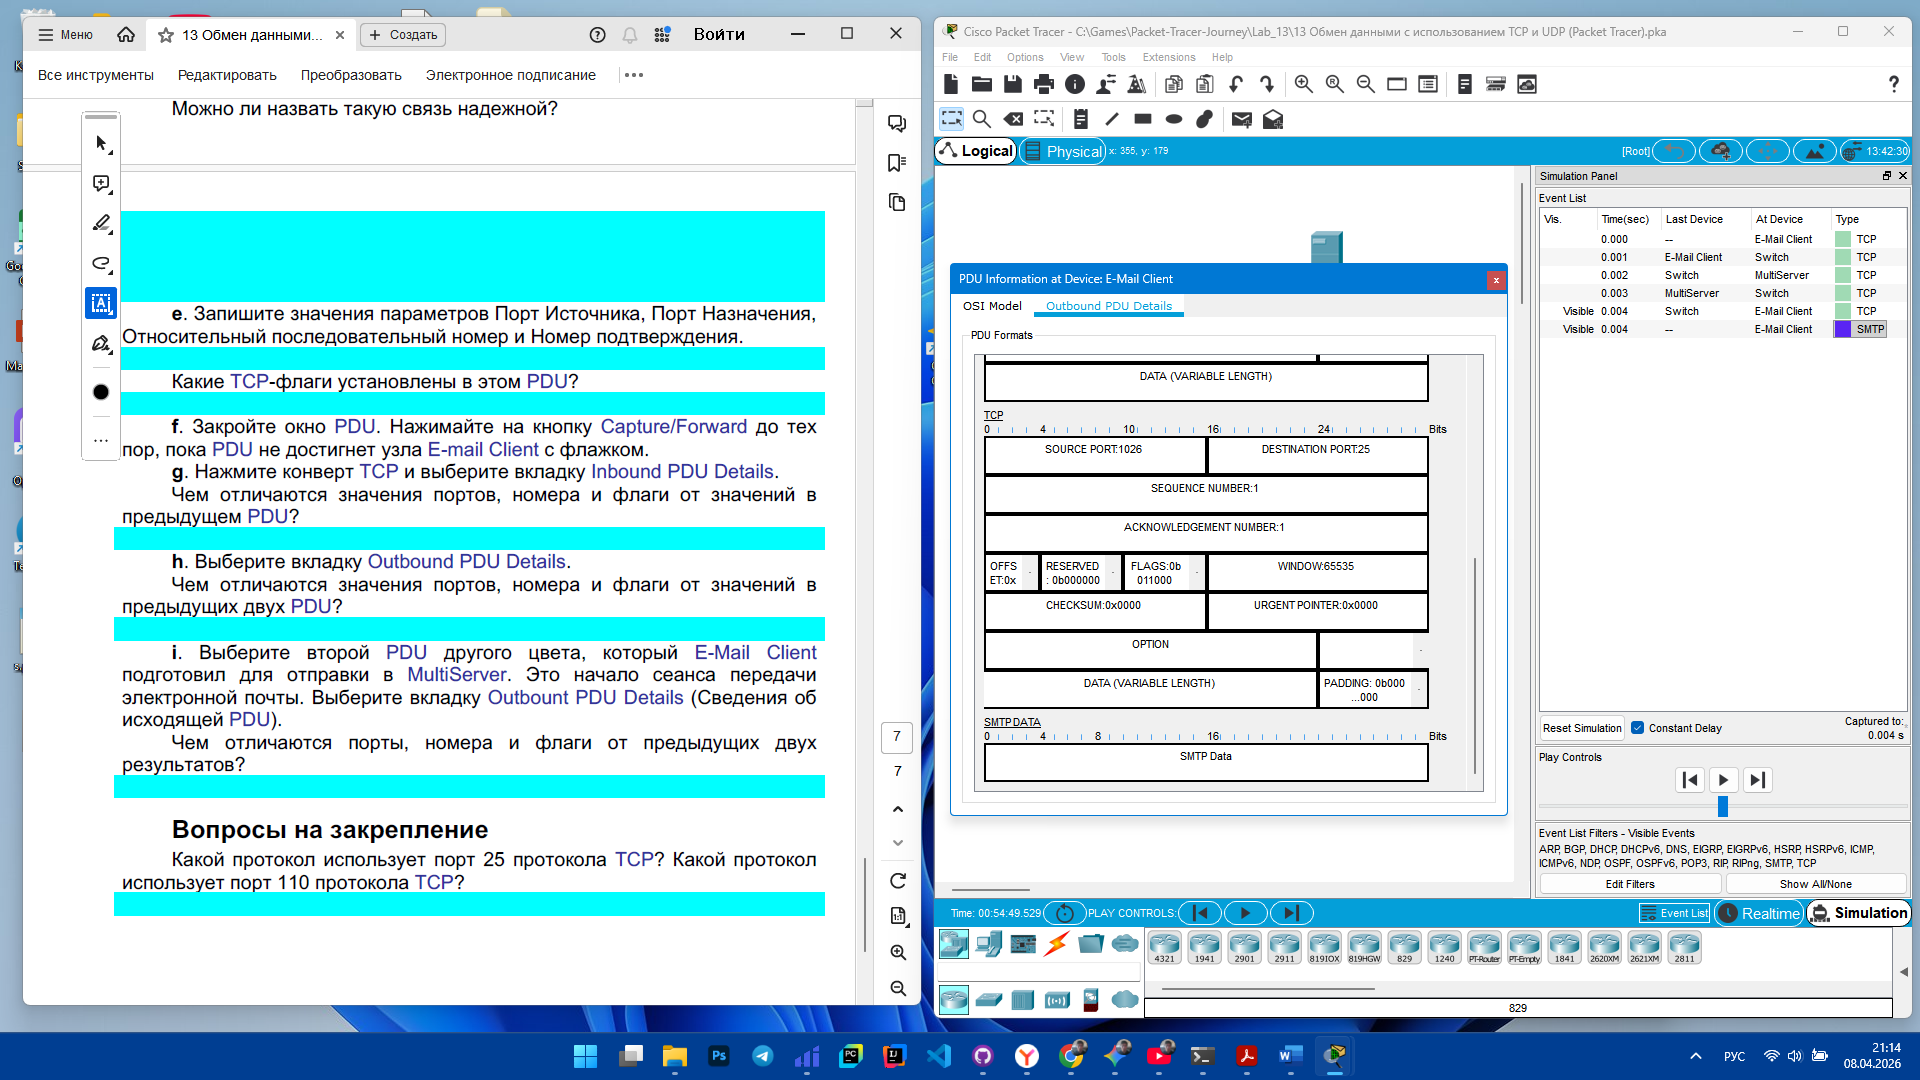 Меню
13 Обмен данными...
Создать
Войти
Все инструменты
Редактировать
Преобразовать
Электронное подписание
Можно ли назвать такую связь надежной?
e. Запишите значения параметров Порт Источника, Порт Назначения,
Относительный последовательный номер и Номер подтверждения.
Какие TCP-флаги установлены в этом PDU?
f. Закройте окно PDU. Нажимайте на кнопку Capture/Forward до тех
пор, пока PDU не достигнет узла E-mail Client с флажком.
g. Нажмите конверт TCP и выберите вкладку Inbound PDU Details.
Чем отличаются значения портов, номера и флаги от значений в
предыдущем PDU?
h. Выберите вкладку Outbound PDU Details.
Чем отличаются значения портов, номера и флаги от значений в
предыдущих двух PDU?
i. Выберите второй PDU другого цвета, который E-Mail Client
подготовил для отправки в MultiServer. Это начало сеанса передачи
электронной почты. Выберите вкладку Outbount PDU Details (Сведения об
исходящей PDU).
Чем отличаются порты, номера и флаги от предыдущих двух
результатов?
Вопросы на закрепление
Какой протокол использует порт 25 протокола TCP? Какой протокол
использует порт 110 протокола TCP?
7
7
Cisco Packet Tracer - C:\Games\Packet-Tracer-Journey\Lab_13\13 Обмен данными с использованием TCP и UDP (Packet Tracer).pka
File Edit Options View Tools Extensions Help
Logical
Physical
x: 355, y: 179
[Root]
13:42:30
PDU Information at Device: E-Mail Client
OSI Model
Outbound PDU Details
PDU Formats
DATA (VARIABLE LENGTH)
TCP
0 4 10 16 24 Bits
SOURCE PORT:1026
DESTINATION PORT:25
SEQUENCE NUMBER:1
ACKNOWLEDGEMENT NUMBER:1
OFFS
ET:0x
RESERVED
: 0b000000
FLAGS:0b
011000
WINDOW:65535
CHECKSUM:0x0000
URGENT POINTER:0x0000
OPTION
DATA (VARIABLE LENGTH)
PADDING: 0b000
...000
SMTP DATA
0 4 8 16 Bits
SMTP Data
Simulation Panel
Event List
Vis. Time(sec) Last Device At Device Type
0.000 -- E-Mail Client TCP
0.001 E-Mail Client Switch TCP
0.002 Switch MultiServer TCP
0.003 MultiServer Switch TCP
Visible 0.004 Switch E-Mail Client TCP
Visible 0.004 -- E-Mail Client SMTP
Reset Simulation
Constant Delay
Captured to:
0.004 s
Play Controls
Event List Filters - Visible Events
ARP, BGP, DHCP, DHCPv6, DNS, EIGRP, EIGRPv6, HSRP, HSRPv6, ICMP,
ICMPv6, NDP, OSPF, OSPFv6, POP3, RIP, RIPng, SMTP, TCP
Edit Filters
Show All/None
Time: 00:54:49.529
PLAY CONTROLS:
Event List
Realtime
Simulation
4321 1941 2901 2911 819IOX 819HGW 829 1240 PT-Router PT-Empty 1841 2620XM 2621XM 2811
829
РУС
21:14
08.04.2026